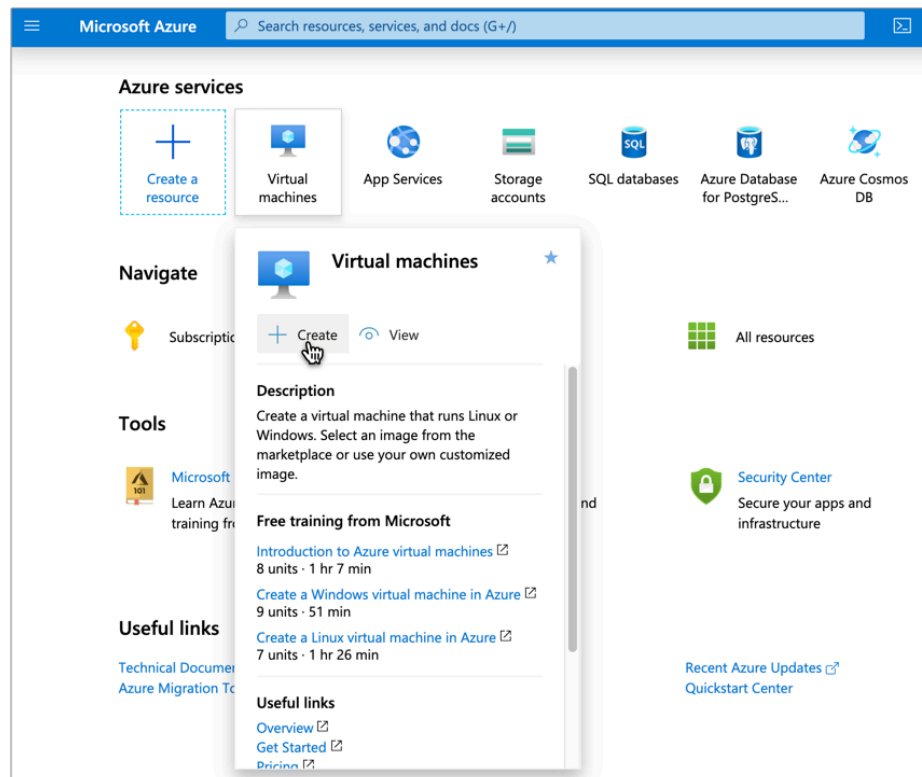 Microsoft Azure
Search resources, services, and docs (G+/)
Azure services
Create a
resource
Virtual
machines
App Services
Storage
accounts
SQL
SQL databases
Azure Database
for PostgreS...
Azure Cosmos
DB
Virtual machines
Create
View
Description
Create a virtual machine that runs Linux or
Windows. Select an image from the
marketplace or use your own customized
image.
Free training from Microsoft
Introduction to Azure virtual machines
8 units · 1 hr 7 min
Create a Windows virtual machine in Azure
9 units · 51 min
Create a Linux virtual machine in Azure
7 units · 1 hr 26 min
Useful links
Overview
Get Started
Pricing
Navigate
All resources
Tools
101
Microsoft
Learn
training
nd
Security Center
Secure your apps and
infrastructure
Useful links
Technical
Azure Migration
Recent Azure Updates
Quickstart Center